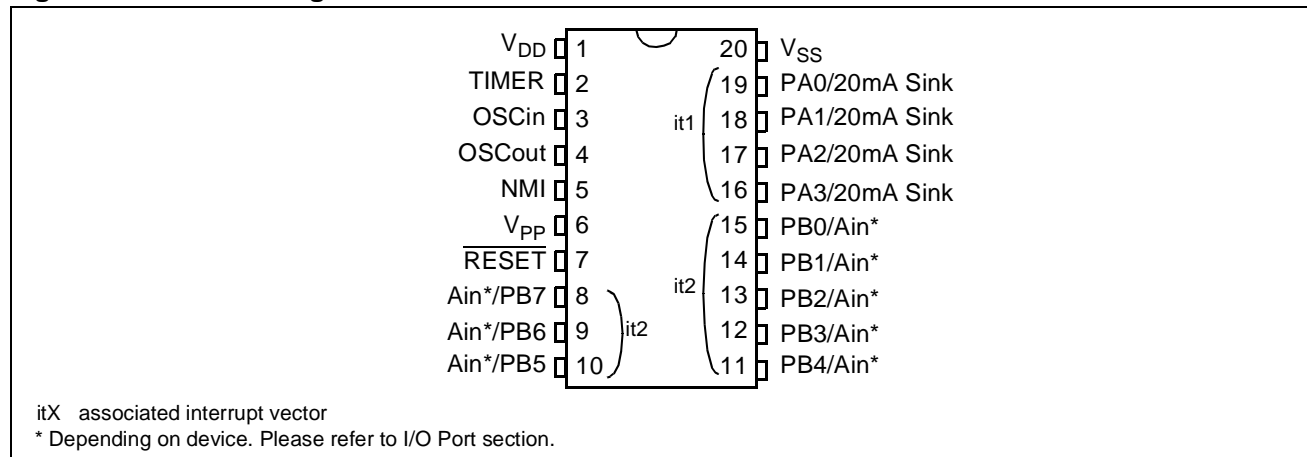 V_DD 1 20 V_SS
TIMER 2 19 PA0/20mA Sink
OSCin 3 it1 18 PA1/20mA Sink
OSCout 4 17 PA2/20mA Sink
NMI 5 16 PA3/20mA Sink
V_PP 6 15 PB0/Ain*
RESET 7 14 PB1/Ain*
Ain*/PB7 8 it2 13 PB2/Ain*
Ain*/PB6 9 it2 12 PB3/Ain*
Ain*/PB5 10 11 PB4/Ain*
itX associated interrupt vector
* Depending on device. Please refer to I/O Port section.